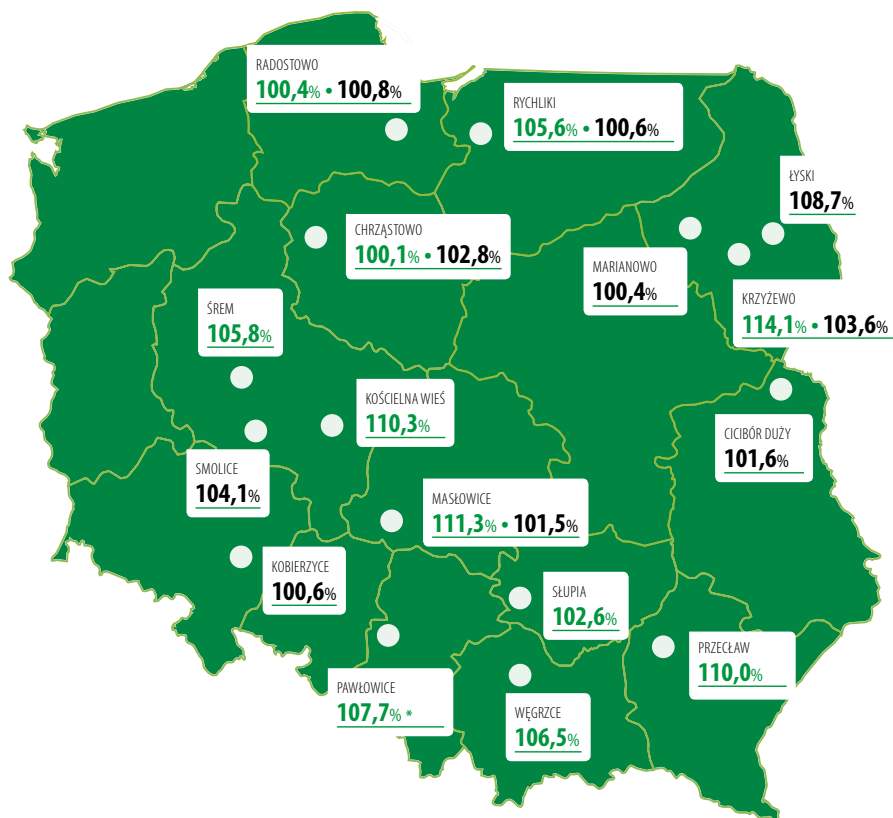 RADOSTOWO
100,4% • 100,8%
RYCHLIKI
105,6% • 100,6%
ŁYSKI
108,7%
CHRZĄSTOWO
100,1% • 102,8%
MARIANOWO
100,4%
KRZYŻEWO
114,1% • 103,6%
ŚREM
105,8%
KOŚCIELNA WIEŚ
110,3%
CICIBÓR DUŻY
101,6%
SMOLICE
104,1%
MASŁOWICE
111,3% • 101,5%
KOBIERZYCE
100,6%
SŁUPIA
102,6%
PRZECŁAW
110,0%
PAWŁOWICE
107,7% *
WĘGRZCE
106,5%